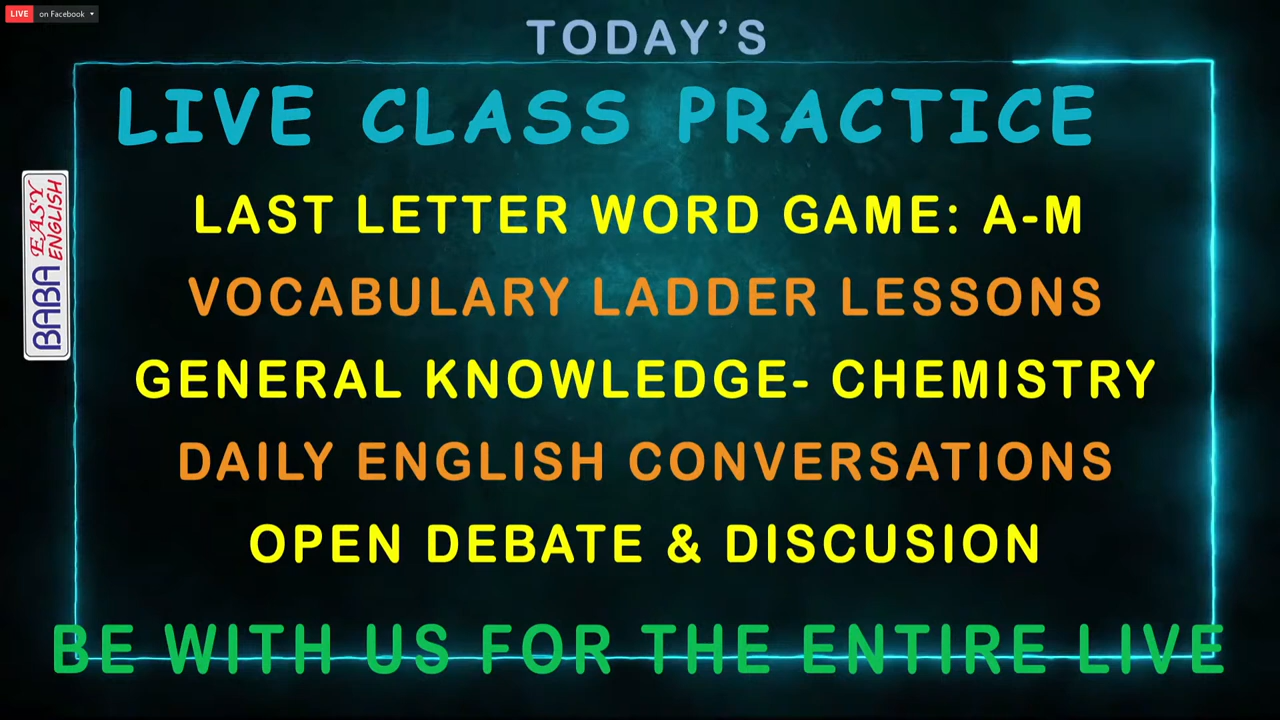 LIVE on Facebook
TODAY'S
LIVE CLASS PRACTICE
LAST LETTER WORD GAME: A-M
VOCABULARY LADDER LESSONS
GENERAL KNOWLEDGE- CHEMISTRY
DAILY ENGLISH CONVERSATIONS
OPEN DEBATE & DISCUSION
BE WITH US FOR THE ENTIRE LIVE
BABA EASY ENGLISH